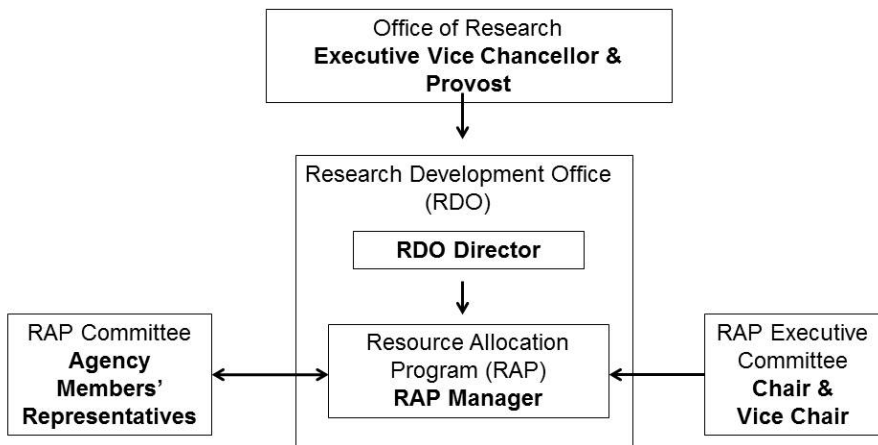 Office of Research
Executive Vice Chancellor &
Provost
Research Development Office
(RDO)
RDO Director
RAP Committee
Agency
Members’
Representatives
Resource Allocation
Program (RAP)
RAP Manager
RAP Executive
Committee
Chair &
Vice Chair